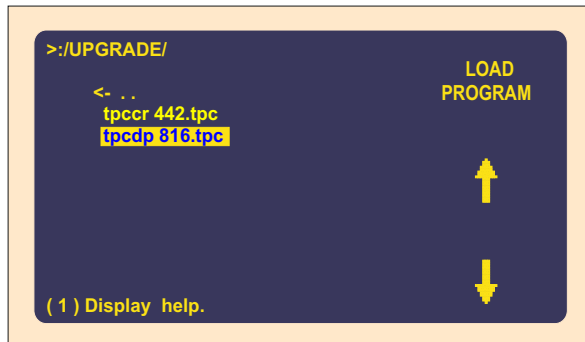 >:/UPGRADE/
<- . .
tpccr 442.tpc
tpcdp 816.tpc
( 1 ) Display help.
LOAD
PROGRAM